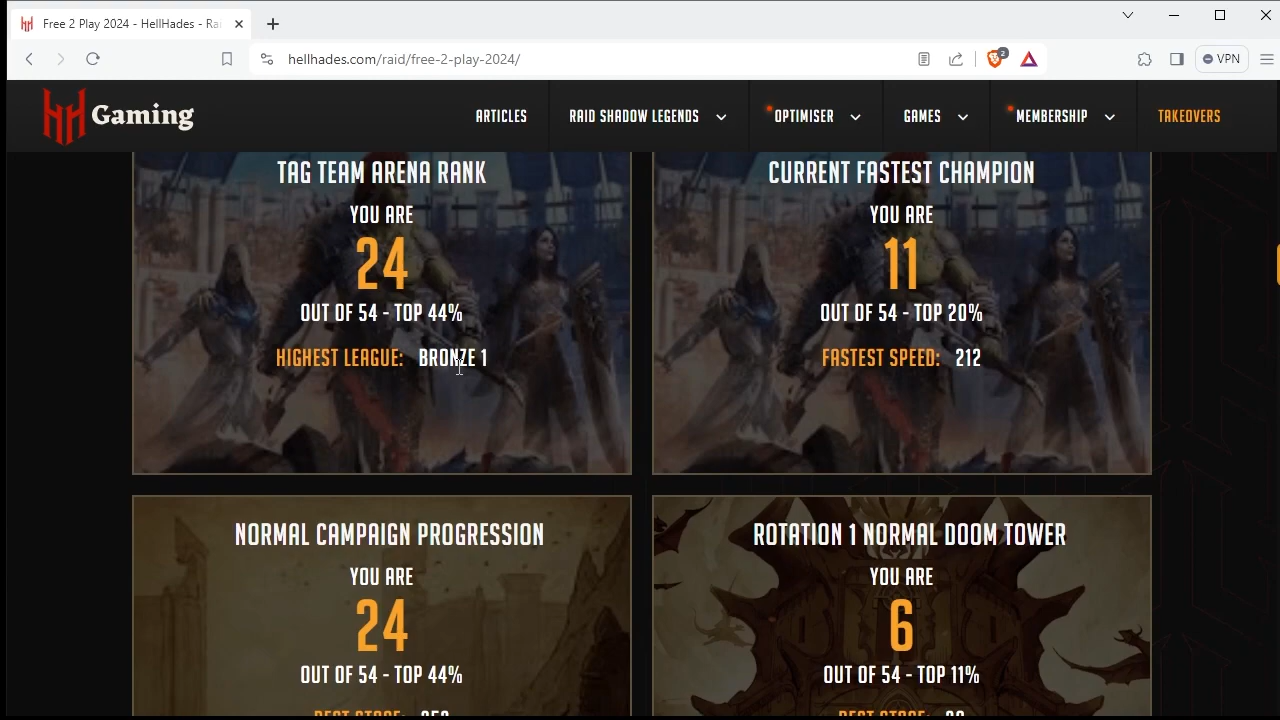 Free 2 Play 2024 - HellHades - Ra
hellhades.com/raid/free-2-play-2024/
2
VPN
Gaming
ARTICLES
RAID SHADOW LEGENDS
OPTIMISER
GAMES
MEMBERSHIP
TAKEOVERS
TAG TEAM ARENA RANK
YOU ARE
24
OUT OF 54 - TOP 44%
HIGHEST LEAGUE: BRONZE 1
CURRENT FASTEST CHAMPION
YOU ARE
11
OUT OF 54 - TOP 20%
FASTEST SPEED: 212
NORMAL CAMPAIGN PROGRESSION
YOU ARE
24
OUT OF 54 - TOP 44%
ROTATION 1 NORMAL DOOM TOWER
YOU ARE
6
OUT OF 54 - TOP 11%